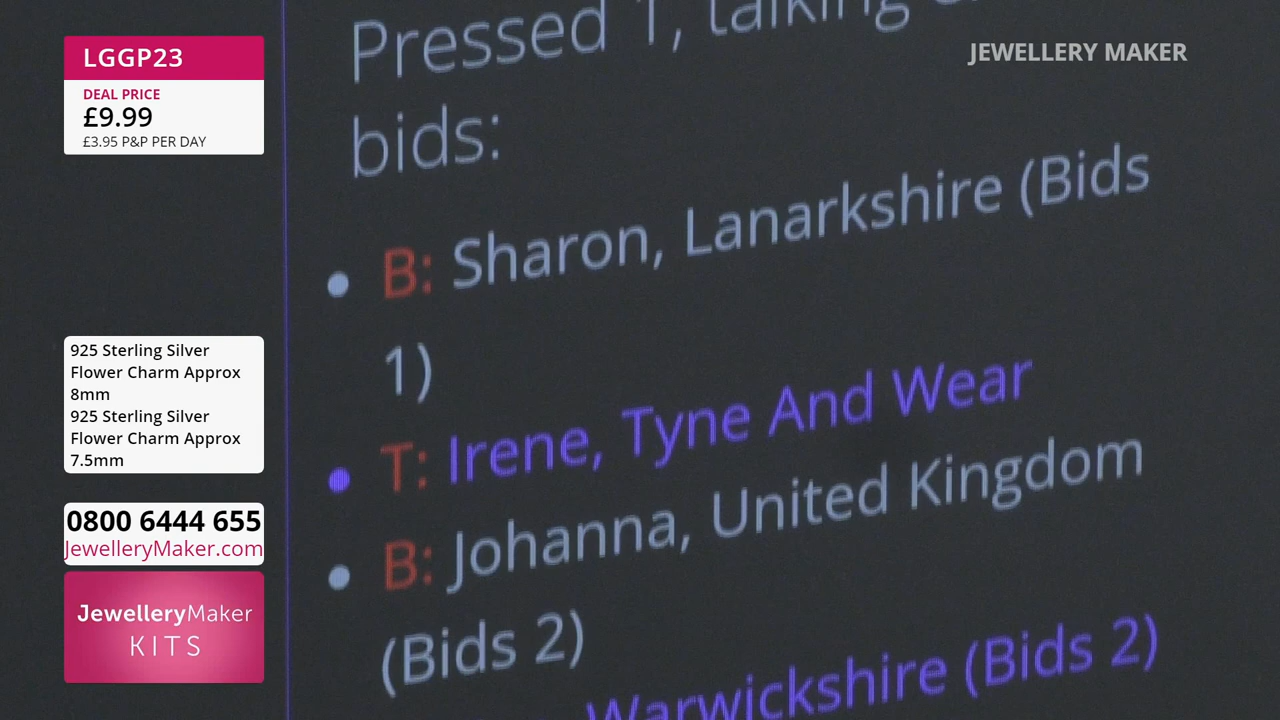 LGGP23
DEAL PRICE
£9.99
£3.95 P&P PER DAY
925 Sterling Silver
Flower Charm Approx
8mm
925 Sterling Silver
Flower Charm Approx
7.5mm
0800 6444 655
JewelleryMaker.com
JewelleryMaker
KITS
JEWELLERY MAKER
Pressed 1, talking
bids:
• B: Sharon, Lanarkshire (Bids
1)
• T: Irene, Tyne And Wear
• B: Johanna, United Kingdom
(Bids 2)
Warwickshire (Bids 2)